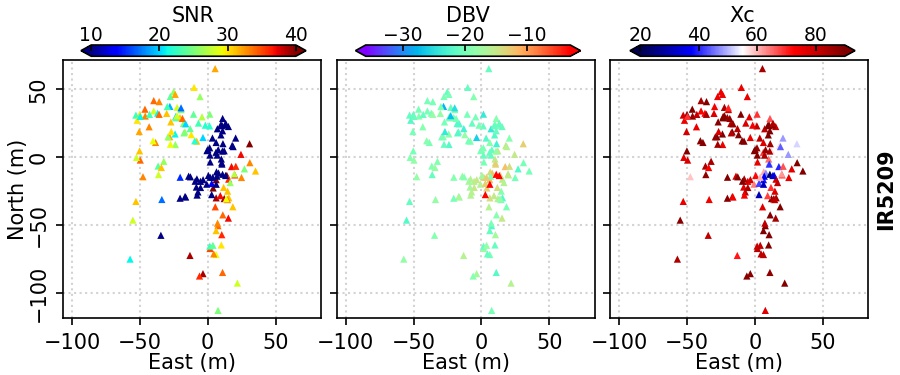 SNR DBV Xc
10 20 30 40 −30 −20 −10 20 40 60 80
50
0
−50
−100
North (m)
IR5209
−100 −50 0 50 −100 −50 0 50 −100 −50 0 50
East (m) East (m) East (m)